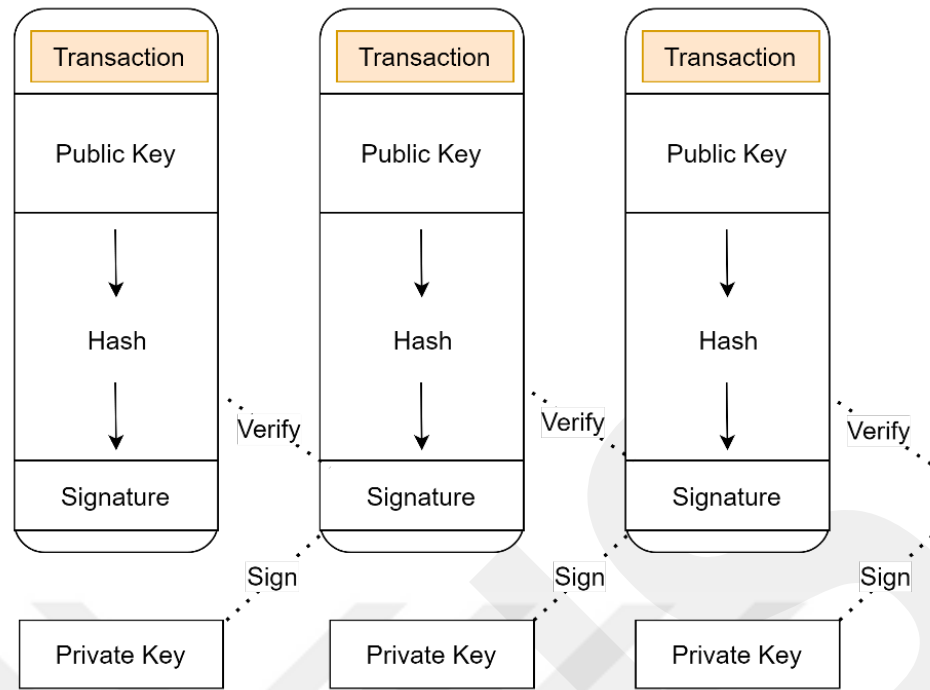 Transaction
Transaction
Transaction
Public Key
Public Key
Public Key
Hash
Hash
Hash
Verify
Verify
Verify
Signature
Signature
Signature
Sign
Sign
Sign
Private Key
Private Key
Private Key